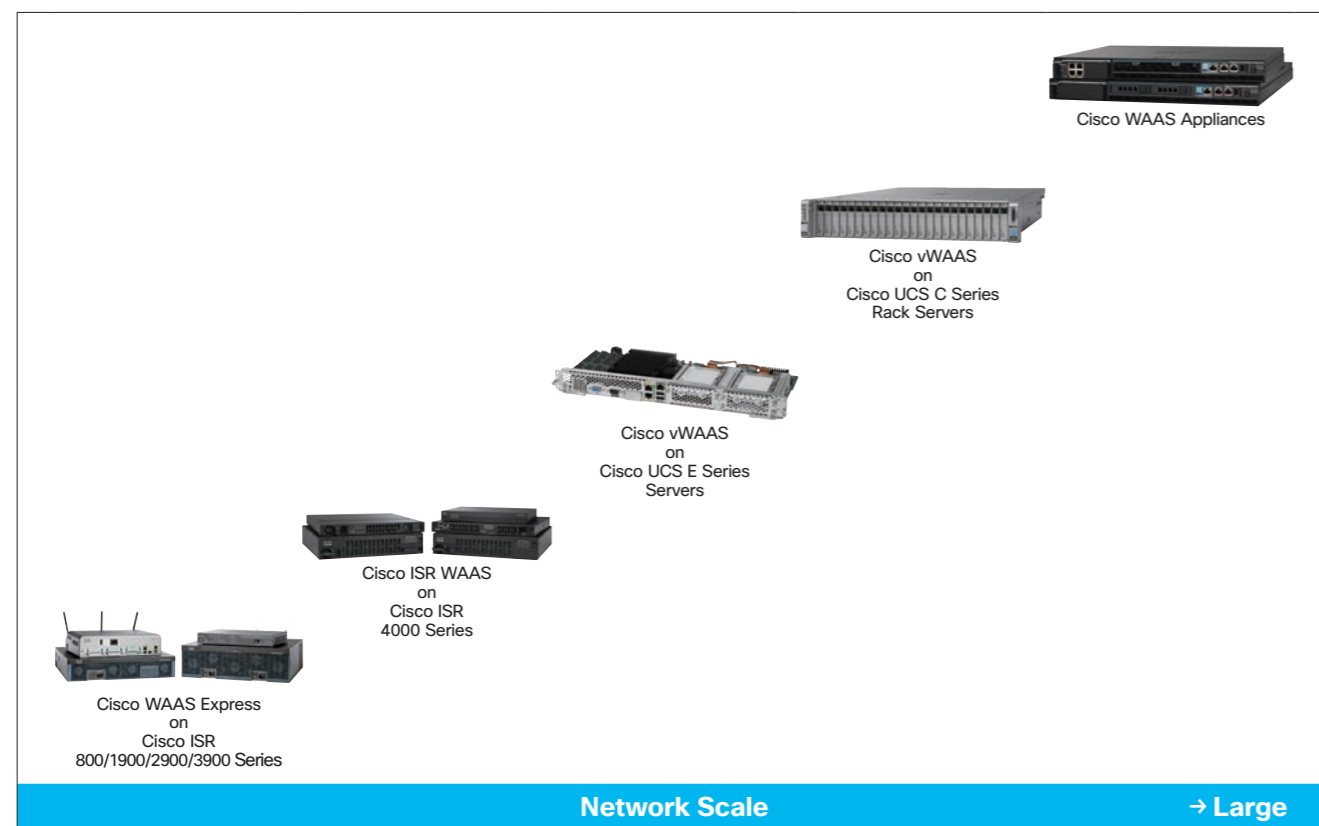 Cisco WAAS Appliances
Cisco vWAAS
on
Cisco UCS C Series
Rack Servers
Cisco vWAAS
on
Cisco UCS E Series
Servers
Cisco ISR WAAS
on
Cisco ISR
4000 Series
Cisco WAAS Express
on
Cisco ISR
800/1900/2900/3900 Series
Network Scale
→ Large